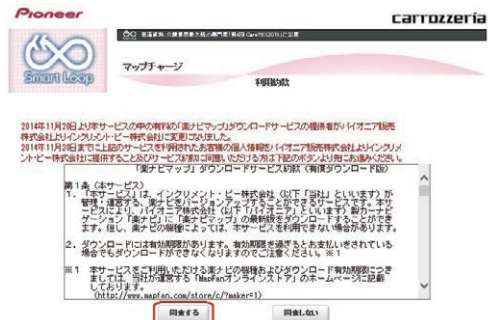 Pioneer
carrozzeria
Smart Loop
マップチャージ
利用約款
2014年11月20日より本サービスの中の有料の「楽ナビマップ」ダウンロードサービスの提供者がパイオニア販売
株式会社よりインクリメント・ピー株式会社に変更になりました。
2014年11月20日までに上記のサービスを利用されたお客様の個人情報をパイオニア販売株式会社よりインクリメ
ント・ピー株式会社に提供すること及びサービス約款に同意いただける方は下記のボタンより先にお進みください。
「楽ナビマップ」ダウンロードサービス約款（有償ダウンロード版）
第1条（本サービス）
1. 「本サービス」は、インクリメント・ピー株式会社（以下「当社」といいます）が
管理・運営する、楽ナビをバージョンアップすることができるサービスです。本サ
ービスにより、パイオニア株式会社（以下「パイオニア」といいます）製カーナビ
ゲーション「楽ナビ」に「楽ナビマップ」の最新版をダウンロードすることができ
ます。但し、楽ナビの機種によっては、本サービスを利用できない場合があります。
2. ダウンロードには有効期限があります。有効期限を過ぎるとお支払いをされている
場合でもダウンロードができなくなりますのでご注意ください。※1
※1 本サービスをご利用いただける楽ナビの機種およびダウンロード有効期限につき
ましては、当社が運営する「MapFanオンラインストア」のホームページに記載
しております。
(http://www.mapfan.com/store/c/?maker=1)
同意する
同意しない